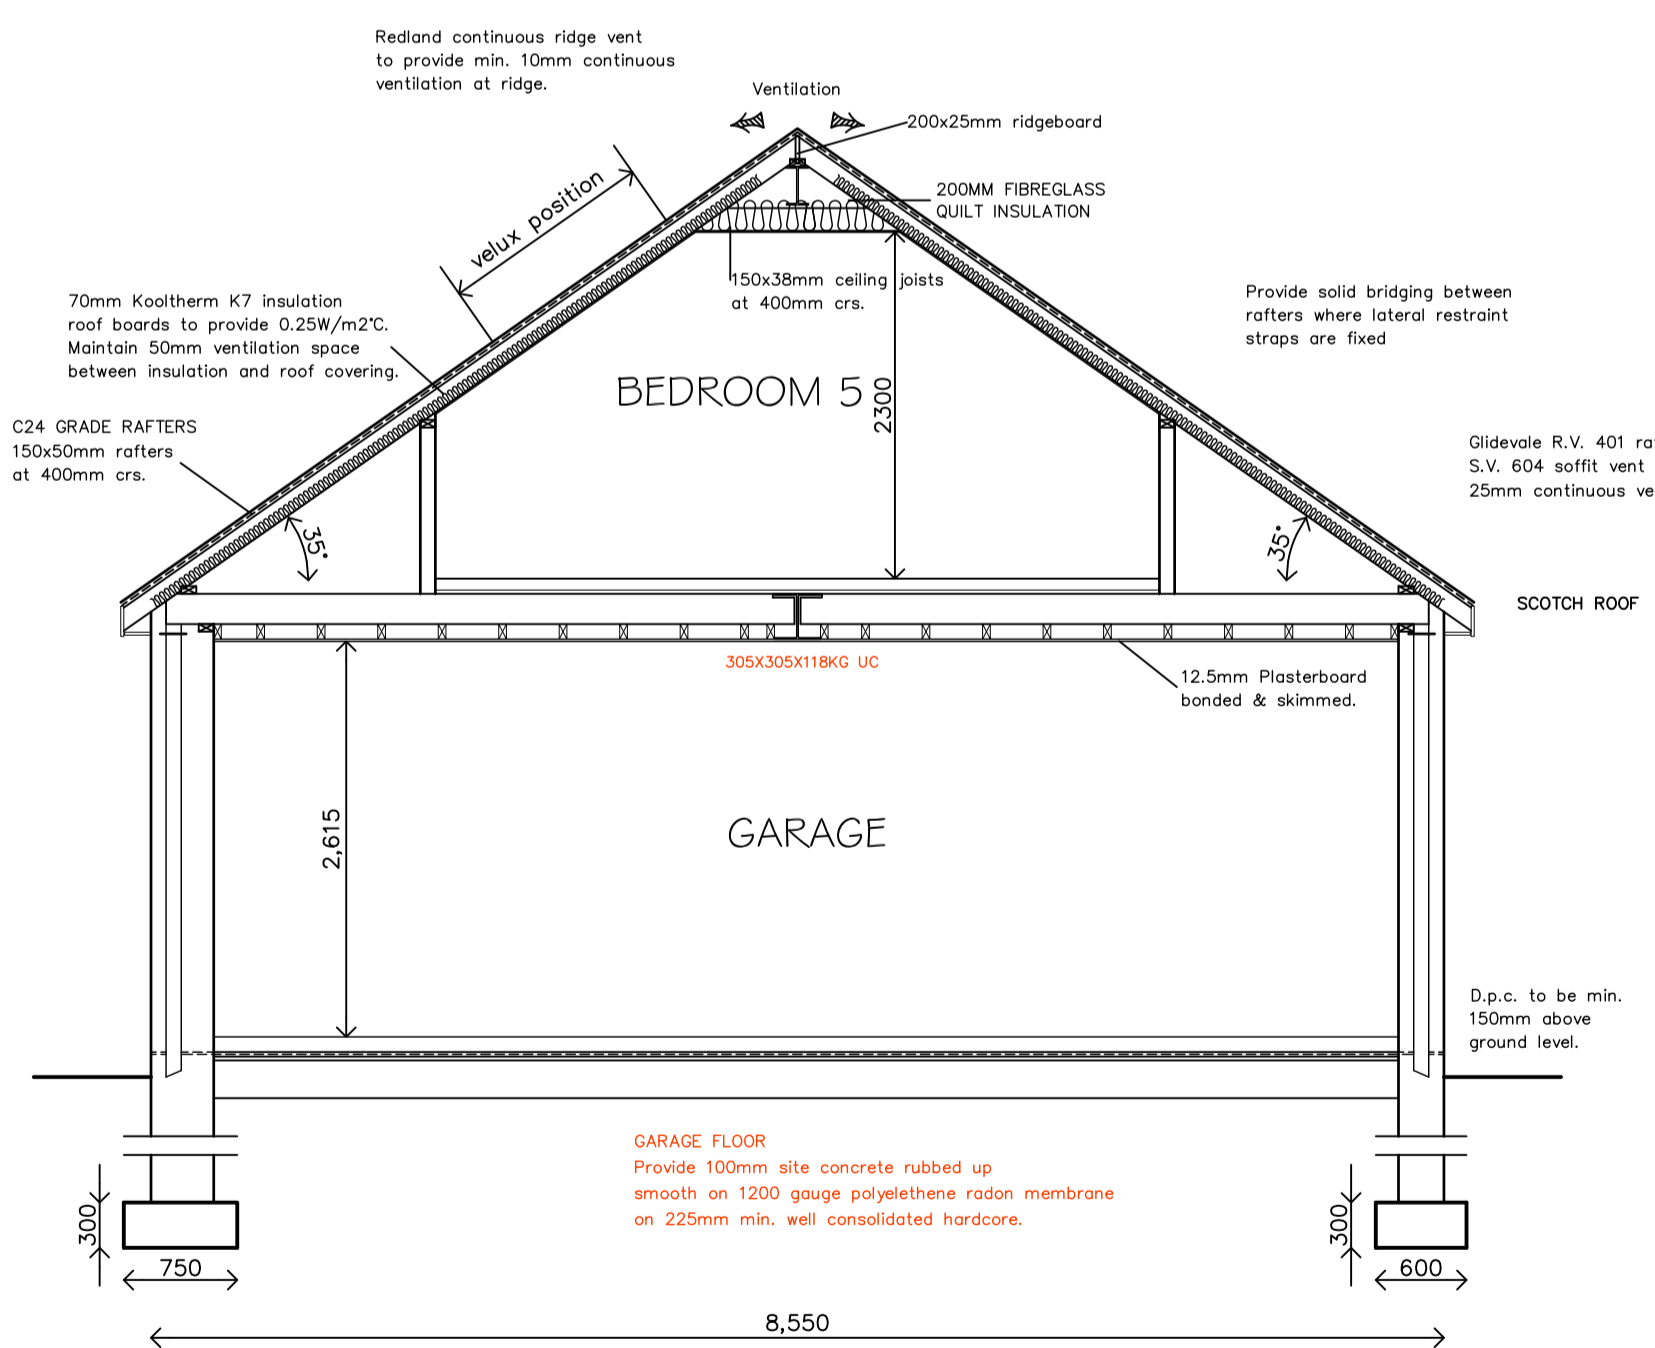 Redland continuous ridge vent
to provide min. 10mm continuous
ventilation at ridge.
Ventilation
200x25mm ridgeboard
200MM FIBREGLASS
QUILT INSULATION
velux position
150x38mm ceiling joists
at 400mm crs.
70mm Kooltherm K7 insulation
roof boards to provide 0.25W/m2°C.
Maintain 50mm ventilation space
between insulation and roof covering.
Provide solid bridging between
rafters where lateral restraint
straps are fixed
BEDROOM 5
2300
C24 GRADE RAFTERS
150x50mm rafters
at 400mm crs.
Glidevale R.V. 401
S.V. 604 soffit vent
25mm continuous
35°
35°
SCOTCH ROOF
305X305X118KG UC
12.5mm Plasterboard
bonded & skimmed.
2,615
GARAGE
D.p.c. to be min.
150mm above
ground level.
GARAGE FLOOR
Provide 100mm site concrete rubbed up
smooth on 1200 gauge polyelethene radon membrane
on 225mm min. well consolidated hardcore.
300
750
300
600
8,550